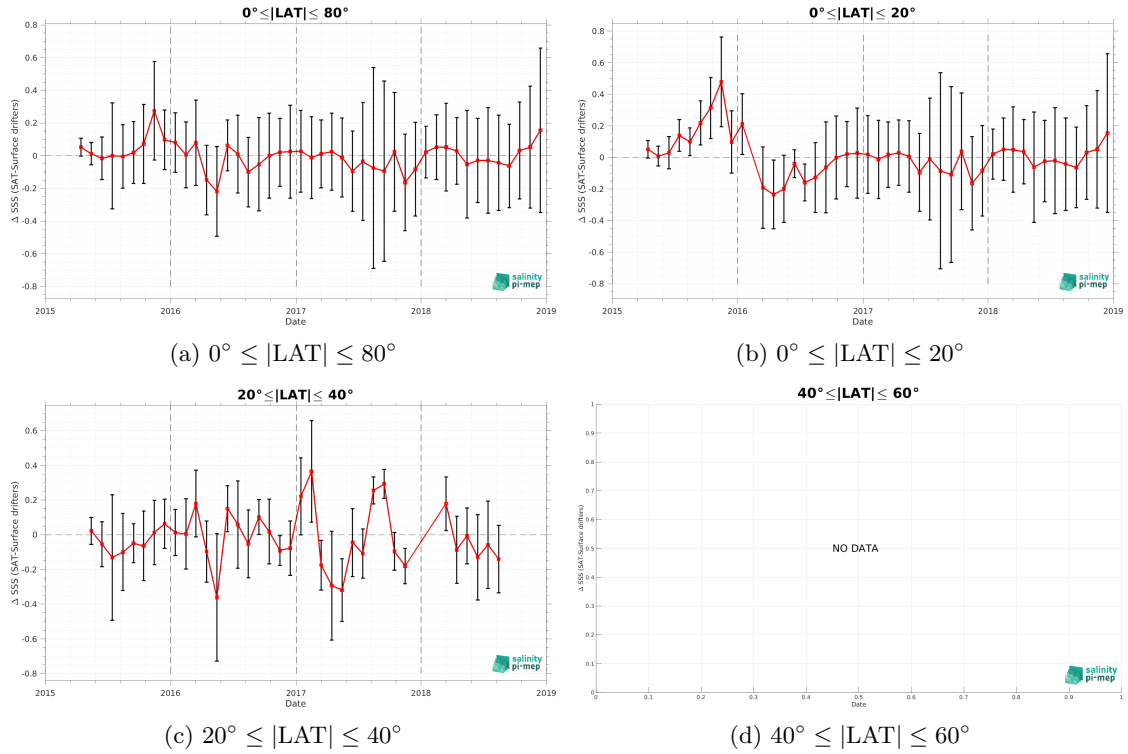 0°≤|LAT|≤ 80°
0.8
0.6
0.4
0.2
0
-0.2
-0.4
-0.6
-0.8
Δ SSS (SAT-Surface drifters)
2015 2016 2017 2018 2019
Date
salinity
pi-mep
(a) 0° ≤ |LAT| ≤ 80°
0°≤|LAT|≤ 20°
0.8
0.6
0.4
0.2
0
-0.2
-0.4
-0.6
-0.8
Δ SSS (SAT-Surface drifters)
2015 2016 2017 2018 2019
Date
salinity
pi-mep
(b) 0° ≤ |LAT| ≤ 20°
20°≤|LAT|≤ 40°
0.6
0.4
0.2
0
-0.2
-0.4
-0.6
-0.8
Δ SSS (SAT-Surface drifters)
2015 2016 2017 2018 2019
Date
salinity
pi-mep
(c) 20° ≤ |LAT| ≤ 40°
40°≤|LAT|≤ 60°
1
0.9
0.8
0.7
0.6
0.5
0.4
0.3
0.2
0.1
0
Δ SSS (SAT-Surface drifters)
NO DATA
0 0.1 0.2 0.3 0.4 0.5 0.6 0.7 0.8 0.9 1
Date
salinity
pi-mep
(d) 40° ≤ |LAT| ≤ 60°